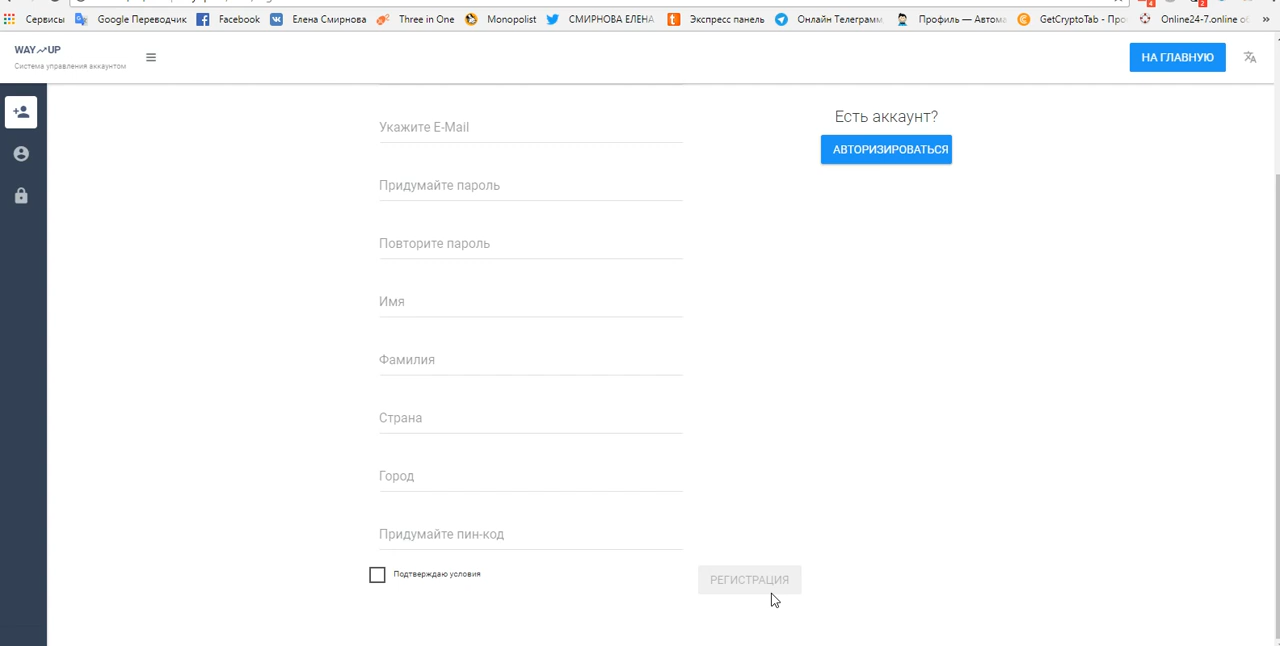 Сервисы Google Переводчик Facebook Елена Смирнова Three in One Monopolist СМИРНОВА ЕЛЕНА Экспресс панель Онлайн Телеграмм Профиль — Автома GetCryptoTab - Про Online24-7.online о »
WAY UP
Система управления аккаунтом
НА ГЛАВНУЮ
Есть аккаунт?
АВТОРИЗИРОВАТЬСЯ
Укажите E-Mail
Придумайте пароль
Повторите пароль
Имя
Фамилия
Страна
Город
Придумайте пин-код
Подтверждаю условия
РЕГИСТРАЦИЯ